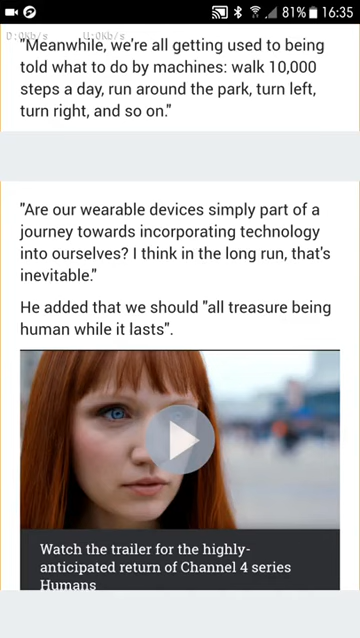 81% 16:35
D:0Kb/s U:0Kb/s
"Meanwhile, we're all getting used to being
told what to do by machines: walk 10,000
steps a day, run around the park, turn left,
turn right, and so on."
"Are our wearable devices simply part of a
journey towards incorporating technology
into ourselves? I think in the long run, that's
inevitable."
He added that we should "all treasure being
human while it lasts".
Watch the trailer for the highly-
anticipated return of Channel 4 series
Humans